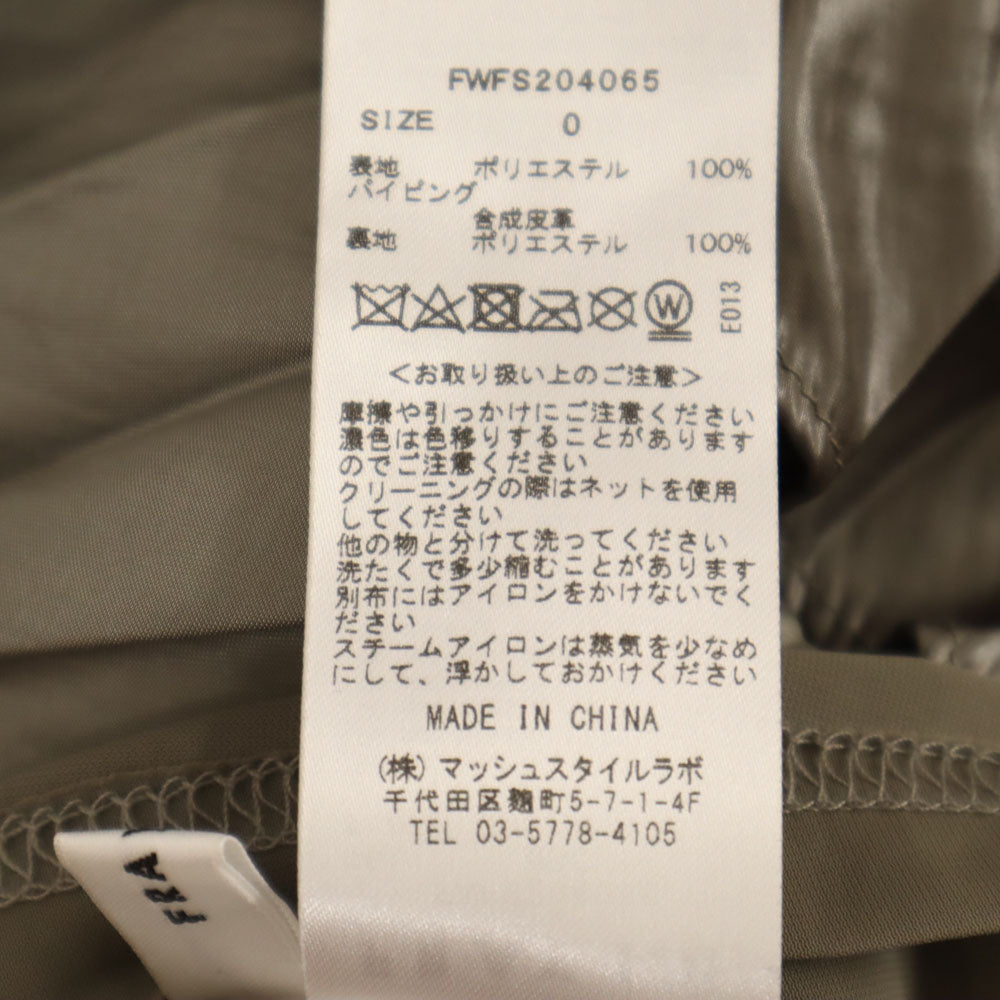 FWFS204065
SIZE 0
表地 ポリエステル 100%
パイピング
合成皮革
裏地 ポリエステル 100%
W E013
<お取り扱い上のご注意>
摩擦や引っかけにご注意ください
濃色は色移りすることがあります
のでご注意ください
クリーニングの際はネットを使用
してください
他の物と分けて洗ってください
洗たくで多少縮むことがあります
別布にはアイロンをかけないでく
ださい
スチームアイロンは蒸気を少なめ
にして、浮かしておかけください
MADE IN CHINA
(株)マッシュスタイルラボ
千代田区麹町5-7-1-4F
TEL 03-5778-4105
FRA